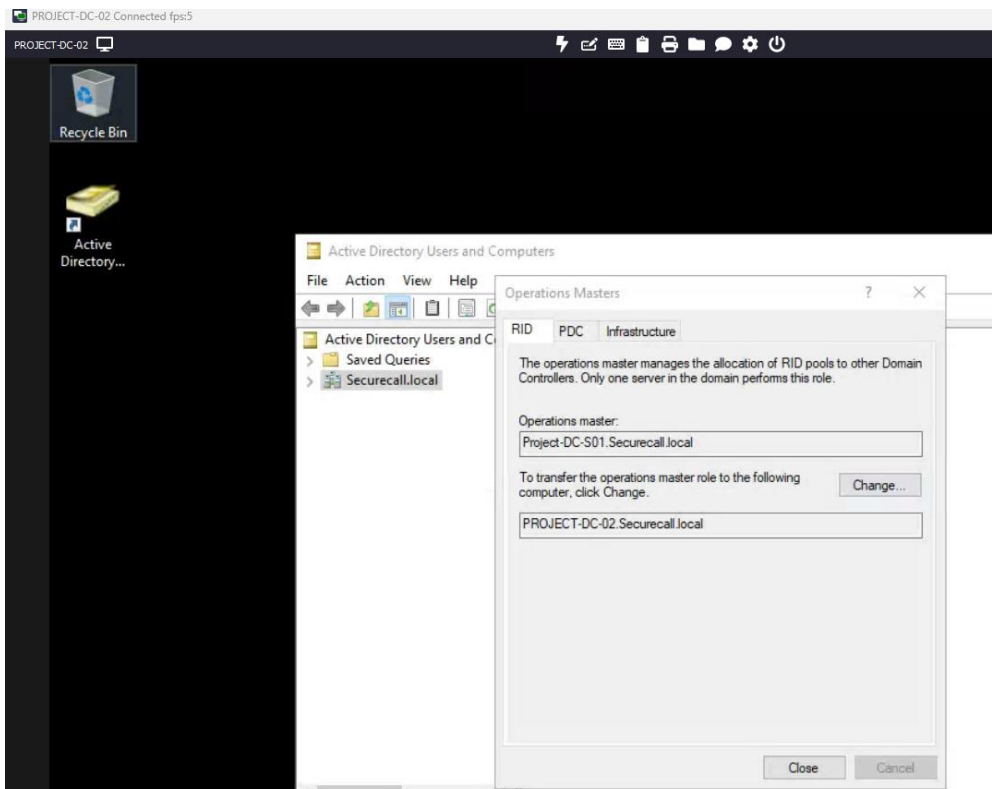 PROJECT-DC-02 Connected fps:5
PROJECT-DC-02
Recycle Bin
Active
Directory...
Active Directory Users and Computers
File Action View Help
Operations Masters
Active Directory Users and C
Saved Queries
Securecall.local
RID PDC Infrastructure
The operations master manages the allocation of RID pools to other Domain
Controllers. Only one server in the domain performs this role.
Operations master:
Project-DC-S01.Securecall.local
To transfer the operations master role to the following
computer, click Change.
Change...
PROJECT-DC-02.Securecall.local
Close Cancel